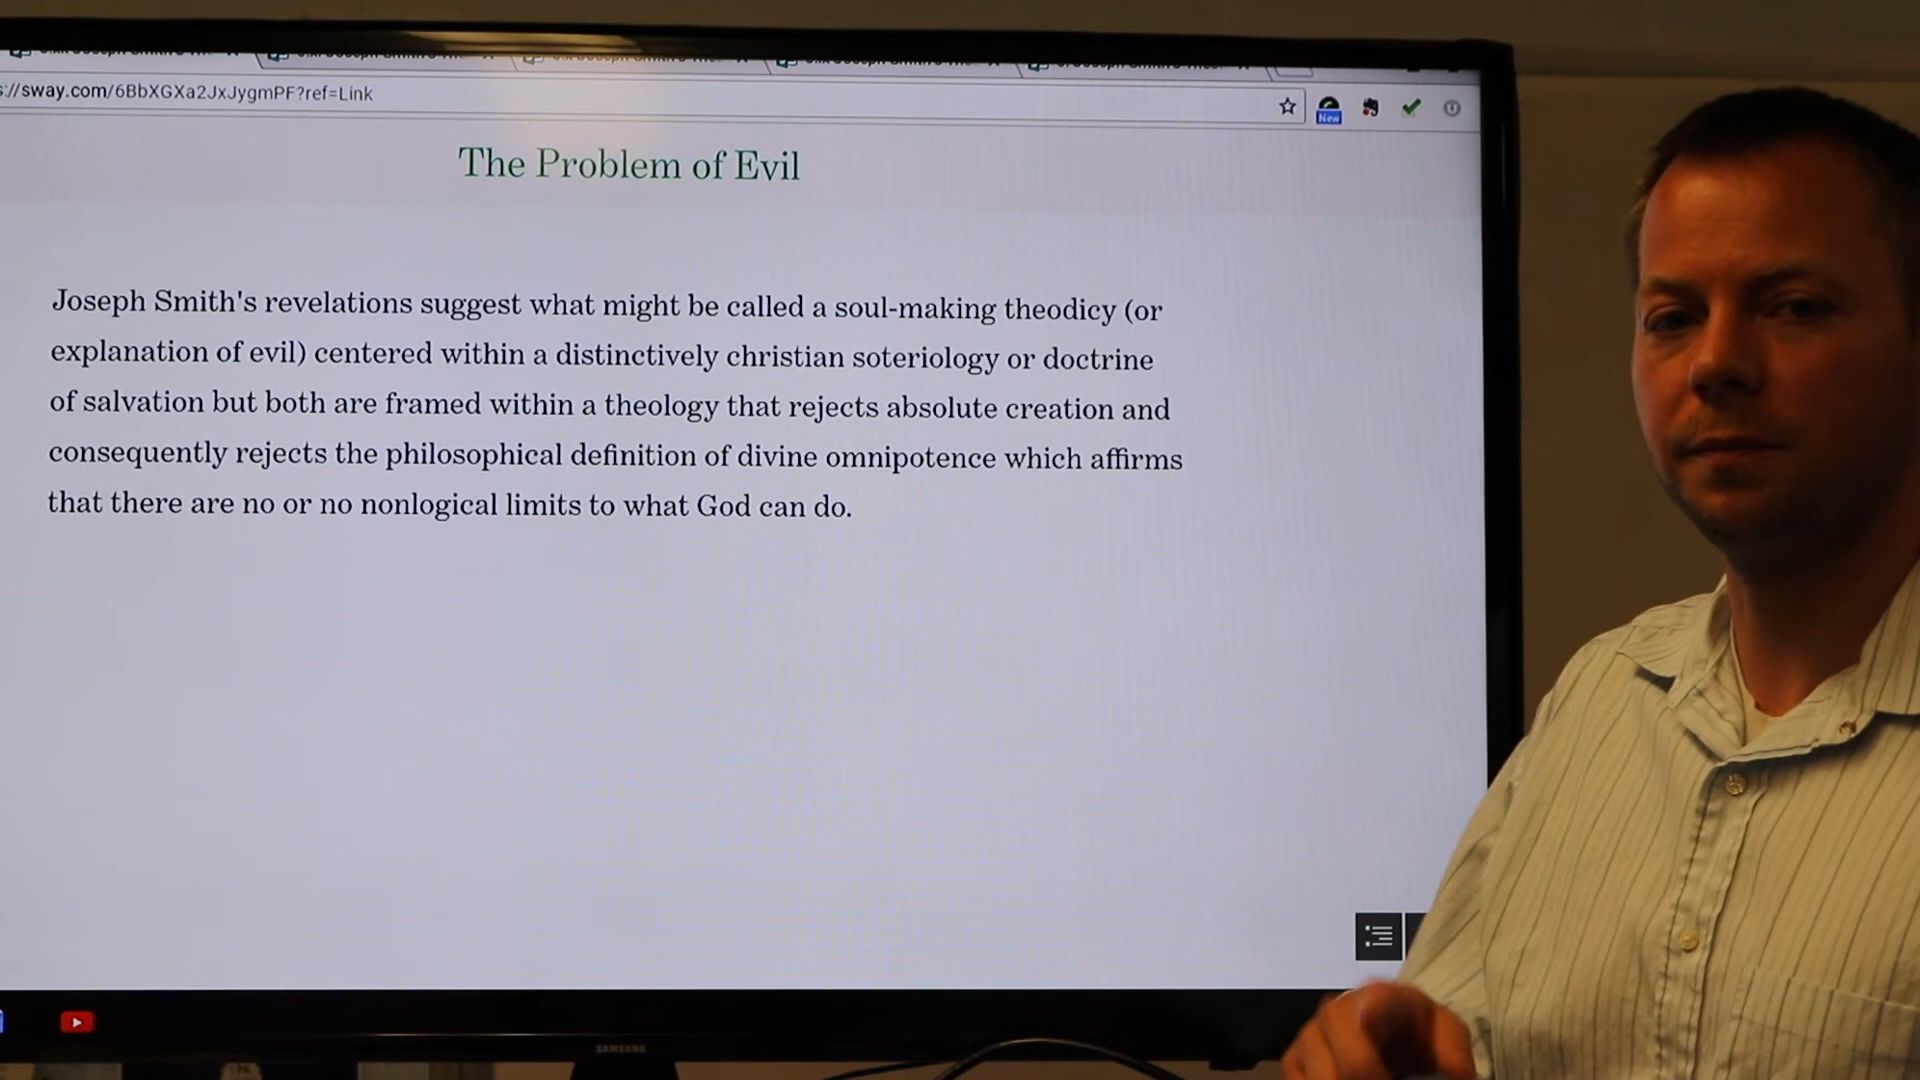 ://sway.com/6BbXGXa2JxJygmPF?ref=Link
New
The Problem of Evil
Joseph Smith's revelations suggest what might be called a soul-making theodicy (or
explanation of evil) centered within a distinctively christian soteriology or doctrine
of salvation but both are framed within a theology that rejects absolute creation and
consequently rejects the philosophical definition of divine omnipotence which affirms
that there are no or no nonlogical limits to what God can do.
SAMSUNG